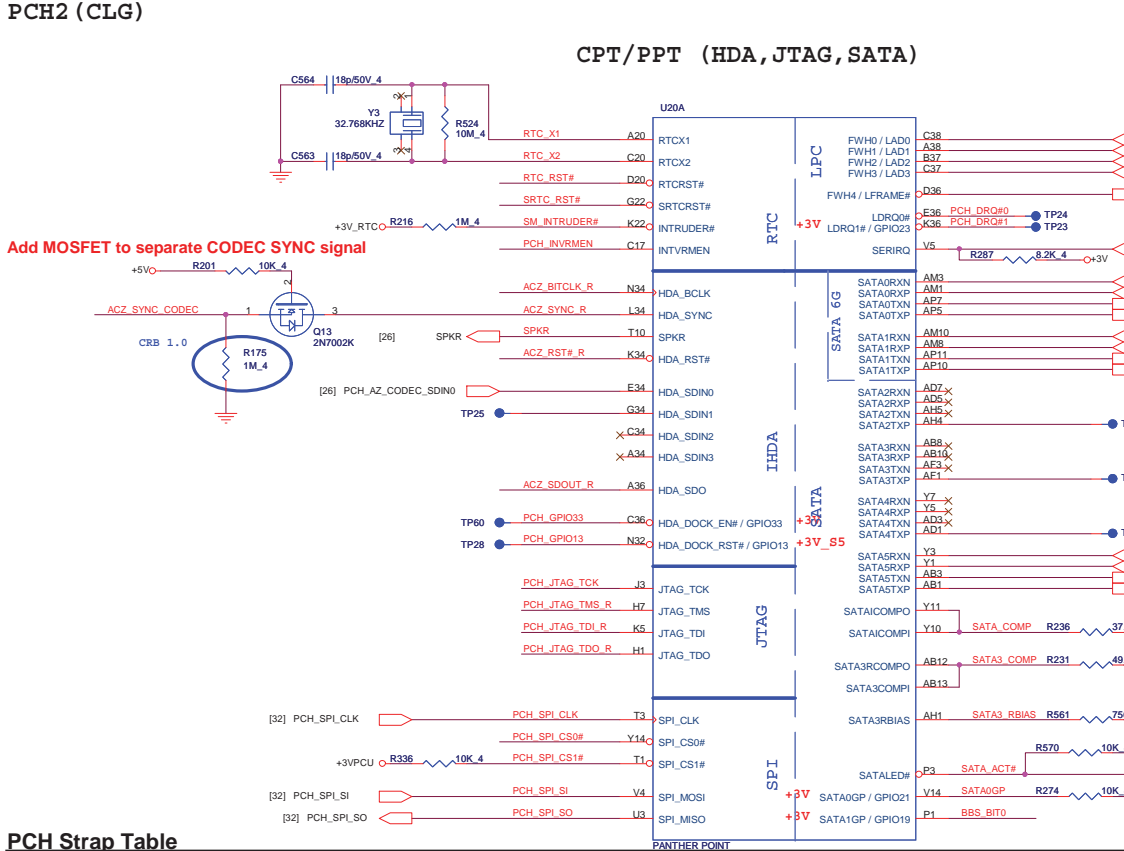 PCH2(CLG)
CPT/PPT (HDA,JTAG,SATA)
C564 18p/50V_4
Y3
32.768KHZ
2 1
3 4
R524
10M_4
C563 18p/50V_4
U20A
RTC_X1 A20 RTCX1
RTC_X2 C20 RTCX2
RTC_RST# D20 RTCRST#
SRTC_RST# G22 SRTCRST#
+3V_RTC R216 1M_4 SM_INTRUDER# K22 INTRUDER#
PCH_INVRMEN C17 INTVRMEN
RTC
LPC
+3V
FWH0 / LAD0 C38
FWH1 / LAD1 A38
FWH2 / LAD2 B37
FWH3 / LAD3 C37
FWH4 / LFRAME# D36
LDRQ0# E36 PCH_DRQ#0 TP24
LDRQ1# / GPIO23 K36 PCH_DRQ#1 TP23
SERIRQ V5
R287 8.2K_4 +3V
Add MOSFET to separate CODEC SYNC signal
+5V R201 10K_4
2
ACZ_SYNC_CODEC 1 3
Q13
2N7002K
CRB 1.0
R175
1M_4
ACZ_BITCLK_R N34 HDA_BCLK
ACZ_SYNC_R L34 HDA_SYNC
[26] SPKR SPKR T10 SPKR
ACZ_RST#_R K34 HDA_RST#
[26] PCH_AZ_CODEC_SDIN0 E34 HDA_SDIN0
TP25 G34 HDA_SDIN1
C34 HDA_SDIN2
A34 HDA_SDIN3
ACZ_SDOUT_R A36 HDA_SDO
TP60 PCH_GPIO33 C36 HDA_DOCK_EN# / GPIO33 +3V
TP28 PCH_GPIO13 N32 HDA_DOCK_RST# / GPIO13 +3V_S5
IHDA
SATA 6G
SATA
SATA0RXN AM3
SATA0RXP AM1
SATA0TXN AP7
SATA0TXP AP5
SATA1RXN AM10
SATA1RXP AM8
SATA1TXN AP11
SATA1TXP AP10
SATA2RXN AD7
SATA2RXP AD5
SATA2TXN AH5
SATA2TXP AH4
SATA3RXN AB8
SATA3RXP AB10
SATA3TXN AF3
SATA3TXP AF1
SATA4RXN Y7
SATA4RXP Y5
SATA4TXN AD3
SATA4TXP AD1
SATA5RXN Y3
SATA5RXP Y1
SATA5TXN AB3
SATA5TXP AB1
SATAICOMPO Y11
SATAICOMPI Y10 SATA_COMP R236 37
SATA3RCOMPO AB12 SATA3_COMP R231 49
SATA3COMPI AB13
SATA3RBIAS AH1 SATA3_RBIAS R561 750
R570 10K_
SATALED# P3 SATA_ACT#
SATA0GP / GPIO21 V14 SATA0GP R274 10K_
SATA1GP / GPIO19 P1 BBS_BIT0
PCH_JTAG_TCK J3 JTAG_TCK
PCH_JTAG_TMS_R H7 JTAG_TMS
PCH_JTAG_TDI_R K5 JTAG_TDI
PCH_JTAG_TDO_R H1 JTAG_TDO
JTAG
[32] PCH_SPI_CLK PCH_SPI_CLK T3 SPI_CLK
PCH_SPI_CS0# Y14 SPI_CS0#
+3VPCU R336 10K_4 PCH_SPI_CS1# T1 SPI_CS1#
[32] PCH_SPI_SI PCH_SPI_SI V4 SPI_MOSI
[32] PCH_SPI_SO PCH_SPI_SO U3 SPI_MISO
SPI
+3V
+3V
PANTHER POINT
PCH Strap Table